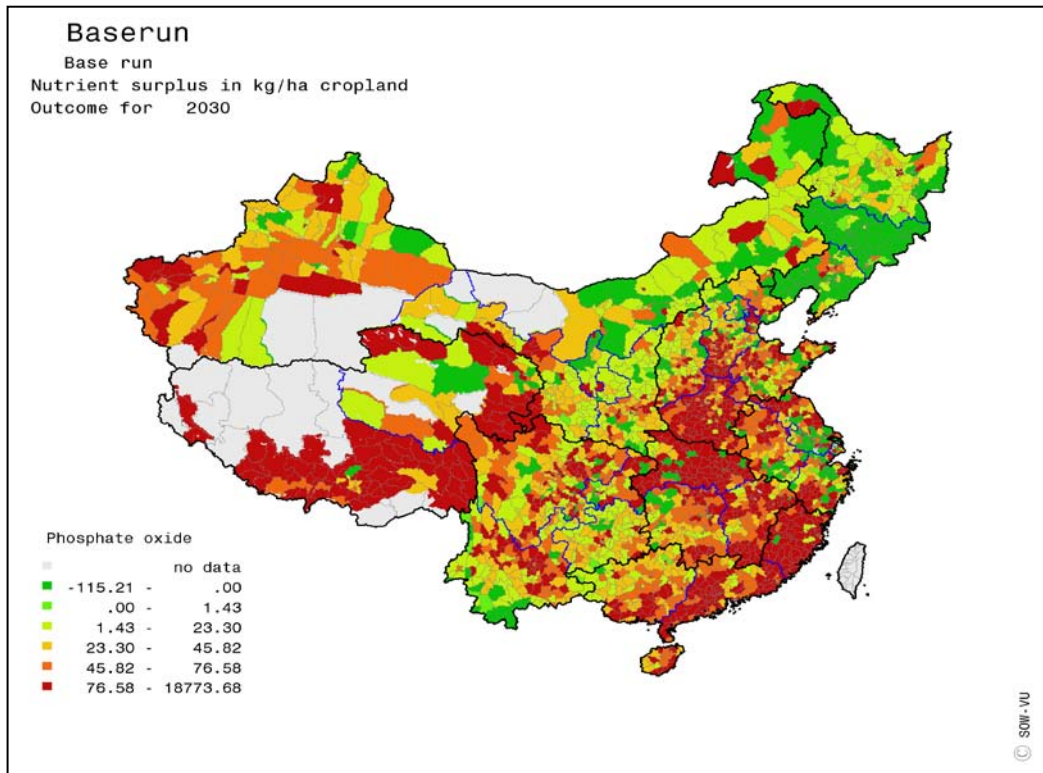 Baserun
Base run
Nutrient surplus in kg/ha cropland
Outcome for 2030
Phosphate oxide
no data
-115.21 - .00
.00 - 1.43
1.43 - 23.30
23.30 - 45.82
45.82 - 76.58
76.58 - 18773.68
© SOW-VU